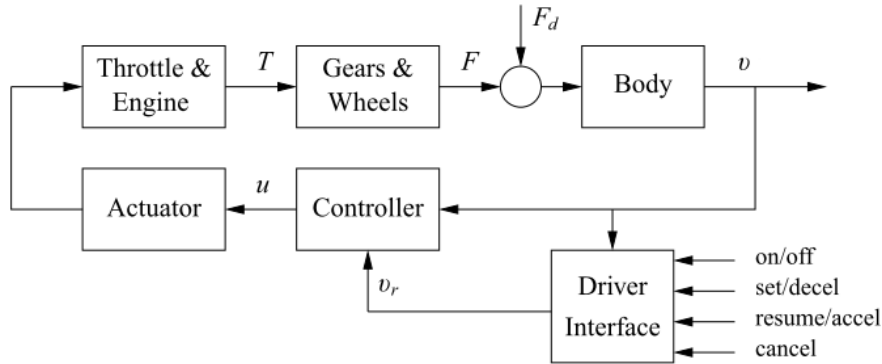 F_d
Throttle &
Engine
T
Gears &
Wheels
F
Body
v
Actuator
u
Controller
v_r
Driver
Interface
on/off
set/decel
resume/accel
cancel